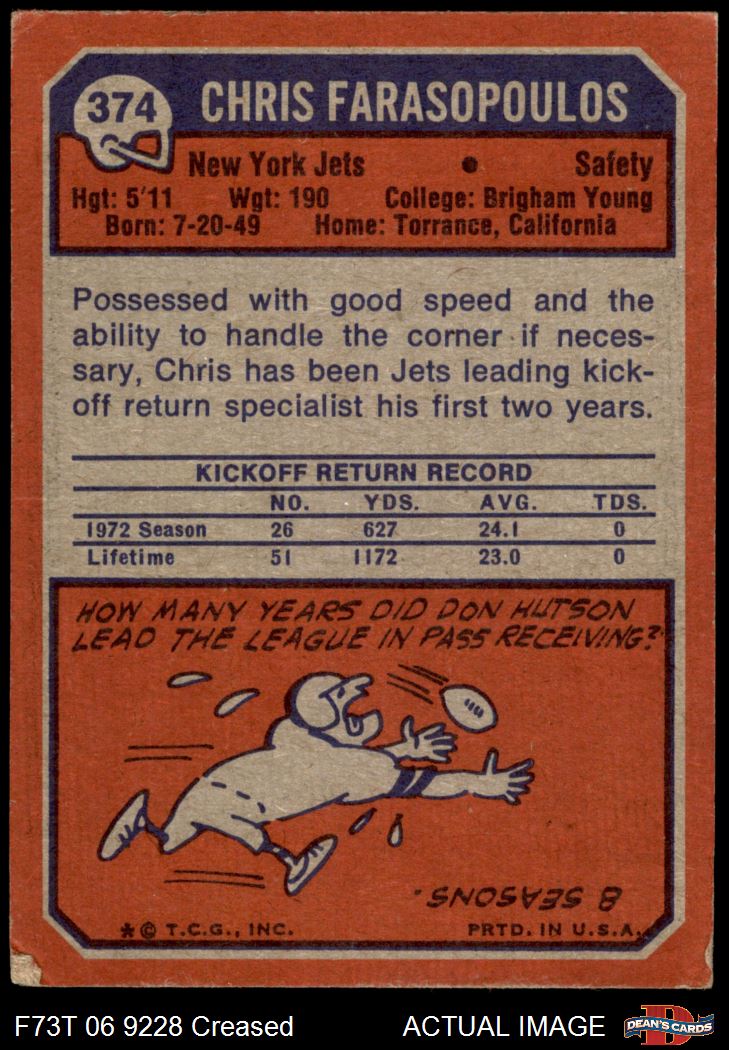 374
CHRIS FARASOPOULOS
New York Jets • Safety
Hgt: 5'11 Wgt: 190 College: Brigham Young
Born: 7-20-49 Home: Torrance, California
Possessed with good speed and the
ability to handle the corner if neces-
sary, Chris has been Jets leading kick-
off return specialist his first two years.
KICKOFF RETURN RECORD
NO. YDS. AVG. TDS.
1972 Season 26 627 24.1 0
Lifetime 51 1172 23.0 0
HOW MANY YEARS DID DON HUTSON
LEAD THE LEAGUE IN PASS RECEIVING?
8 SEASONS.
*© T.C.G., INC. PRTD. IN U.S.A.
F73T 06 9228 Creased ACTUAL IMAGE
D
DEAN'S CARDS